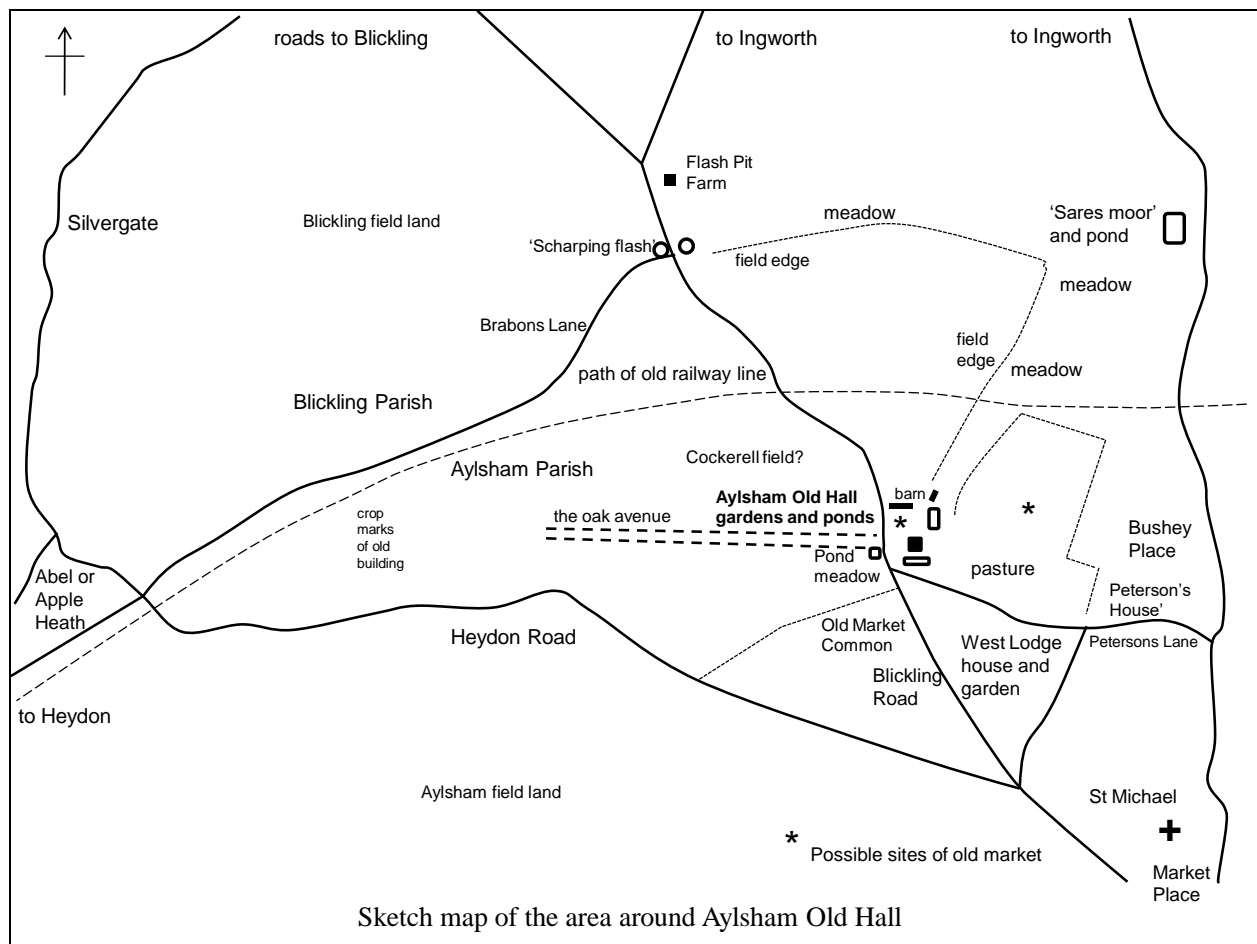 roads to Blickling
to Ingworth
to Ingworth
Flash Pit
Farm
Silvergate
Blickling field land
meadow
'Sares moor'
and pond
'Scharping flash'
field edge
meadow
Brabons Lane
field
edge
path of old railway line
meadow
Blickling Parish
Cockerell field?
Aylsham Parish
barn
Aylsham Old Hall
gardens and ponds
*
*
crop
marks
of old
building
the oak avenue
Bushey
Place
Pond
meadow
pasture
Abel or
Apple
Heath
Peterson's
House'
Old Market
Common
Heydon Road
West Lodge
house and
garden
Petersons Lane
Blickling
Road
to Heydon
Aylsham field land
St Michael
* Possible sites of old market
Market
Place
Sketch map of the area around Aylsham Old Hall